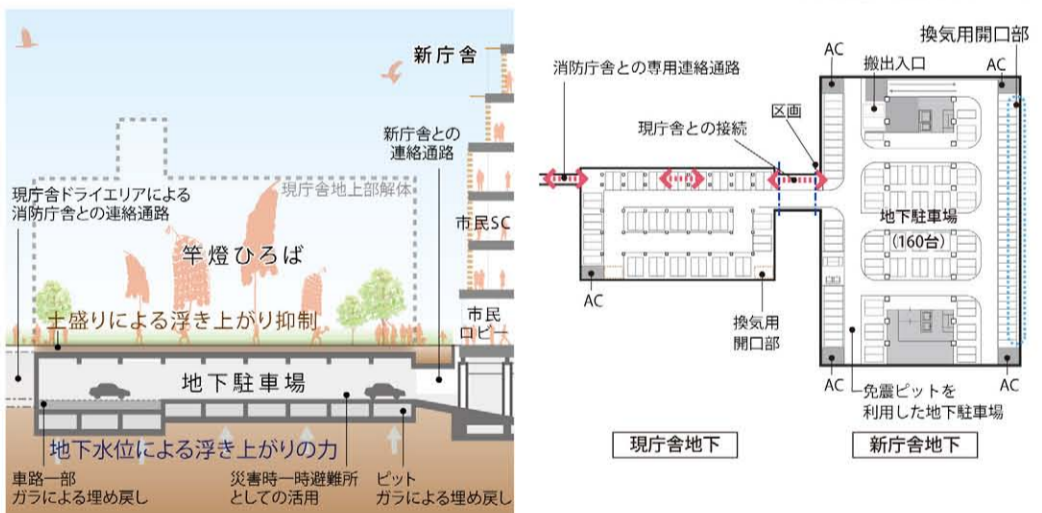 新庁舎
新庁舎との
連絡通路
現庁舎ドライエリアによる
消防庁舎との連絡通路
現庁舎地上部解体
市民SC
竿燈ひろば
土盛りによる浮き上がり抑制
市民
ロビー
地下駐車場
地下水位による浮き上がりの力
車路一部
ガラによる埋め戻し
災害時一時避難所
としての活用
ピット
ガラによる埋め戻し
換気用開口部
AC
搬出入口
AC
消防庁舎との専用連絡通路
区画
現庁舎との接続
地下駐車場
(160台)
AC
換気用
開口部
AC
AC
免震ピットを
利用した地下駐車場
現庁舎地下
新庁舎地下